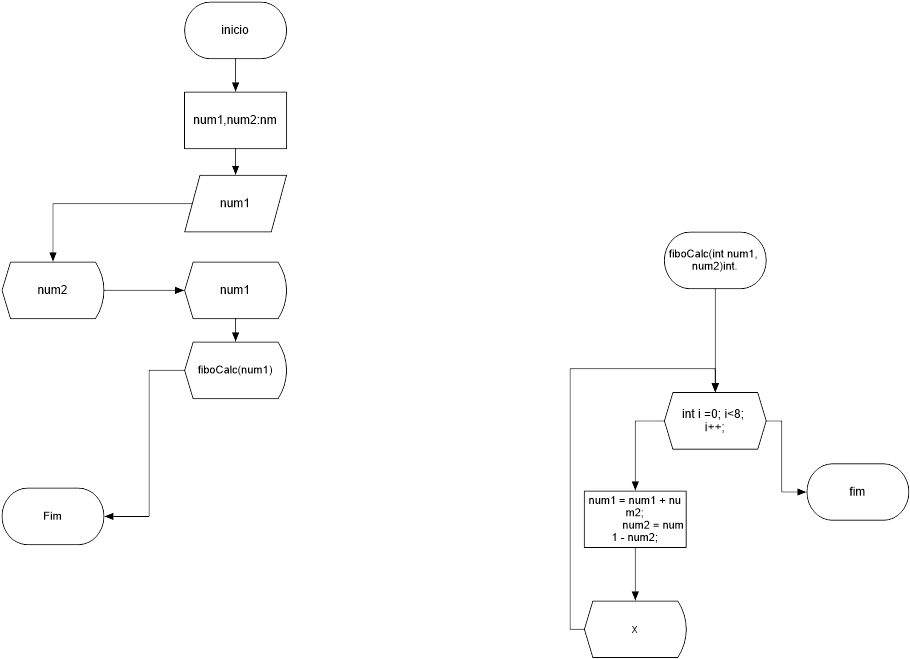 inicio
num1,num2:nm
num1
num2
num1
fiboCalc(num1)
Fim
fiboCalc(int num1,
num2)int.
int i =0; i<8;
i++;
num1 = num1 + nu
m2;
num2 = num
1 - num2;
X
fim